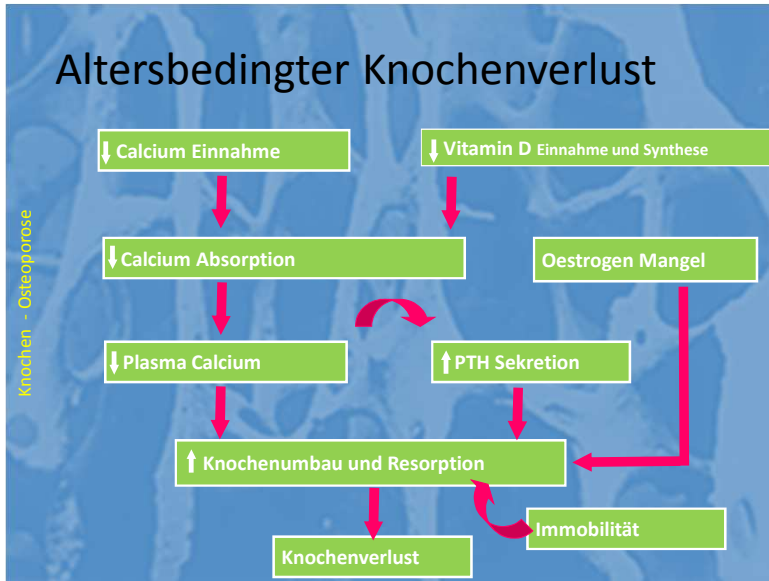 Altersbedingter Knochenverlust
Knochen - Osteoporose
↓ Calcium Einnahme
↓ Vitamin D Einnahme und Synthese
↓ Calcium Absorption
Oestrogen Mangel
↓ Plasma Calcium
↑ PTH Sekretion
↑ Knochenumbau und Resorption
Immobilität
Knochenverlust